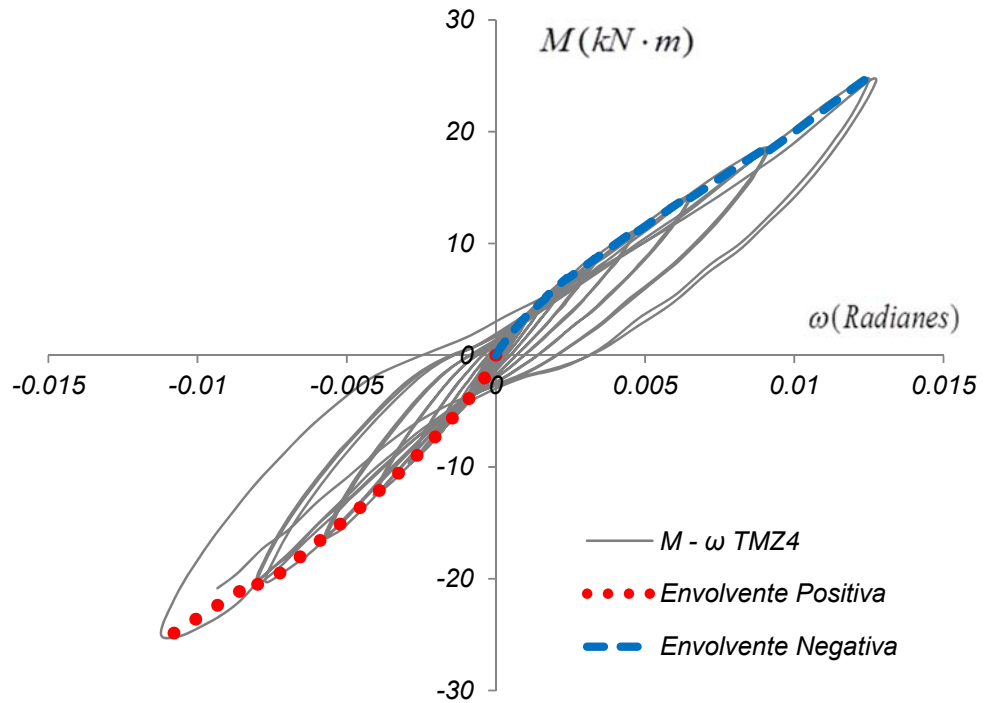 30
M(kN·m)
20
10
ω(Radianes)
0
-0.015 -0.01 -0.005 0 0.005 0.01 0.015
-10
M - ω TMZ4
-20
Envolvente Positiva
Envolvente Negativa
-30